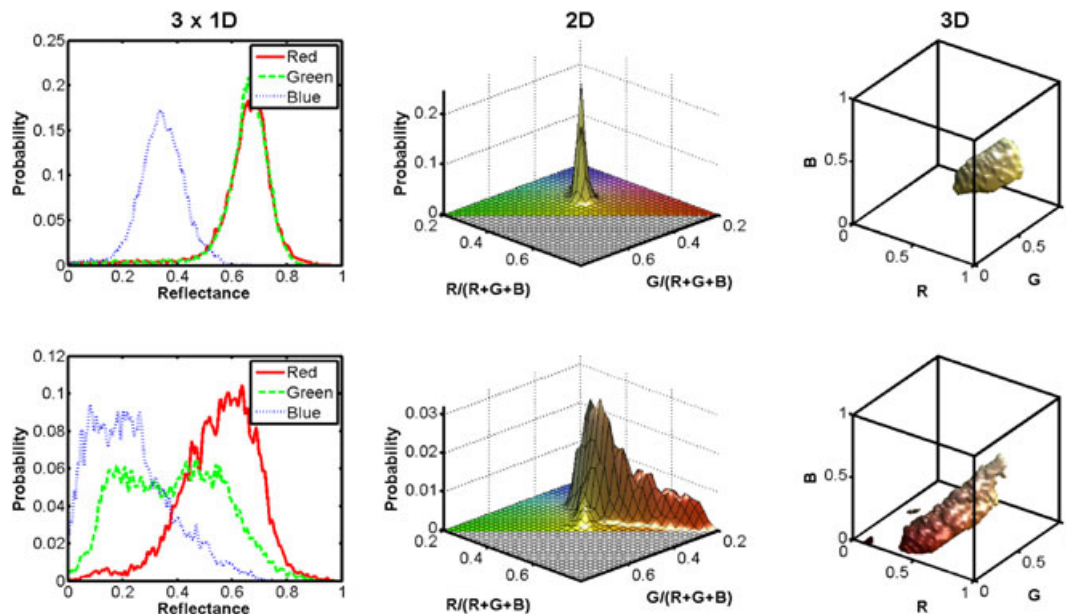 3 x 1D
2D
3D
0.25
0.2
0.15
0.1
0.05
0
Probability
Red
Green
Blue
0 0.2 0.4 0.6 0.8 1
Reflectance
0.2
0.1
0
Probability
0.2
0.4
0.6
R/(R+G+B)
0.2
0.4
0.6
G/(R+G+B)
1
0.5
0
B
0
0.5
1
R
0
0.5
G
0.12
0.1
0.08
0.06
0.04
0.02
0
Probability
Red
Green
Blue
0 0.2 0.4 0.6 0.8 1
Reflectance
0.03
0.02
0.01
0
Probability
0.2
0.4
0.6
R/(R+G+B)
0.2
0.4
0.6
G/(R+G+B)
1
0.5
0
B
0
0.5
1
R
0
0.5
G